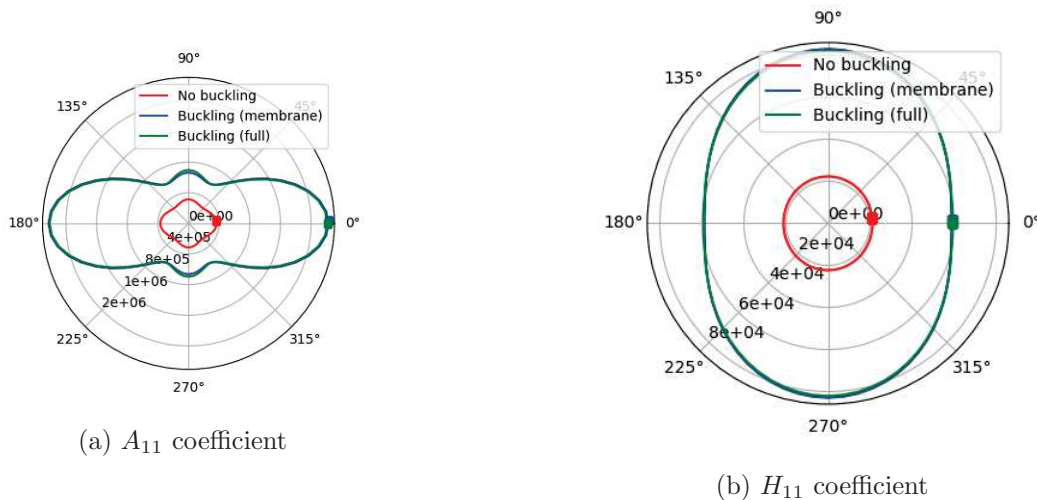 90°
135°
45°
No buckling
Buckling (membrane)
Buckling (full)
180°
0e+00
0°
4e+05
8e+05
1e+06
2e+06
225°
315°
270°
(a) A11 coefficient
90°
135°
45°
No buckling
Buckling (membrane)
Buckling (full)
180°
0e+00
0°
2e+04
4e+04
6e+04
8e+04
225°
315°
270°
(b) H11 coefficient